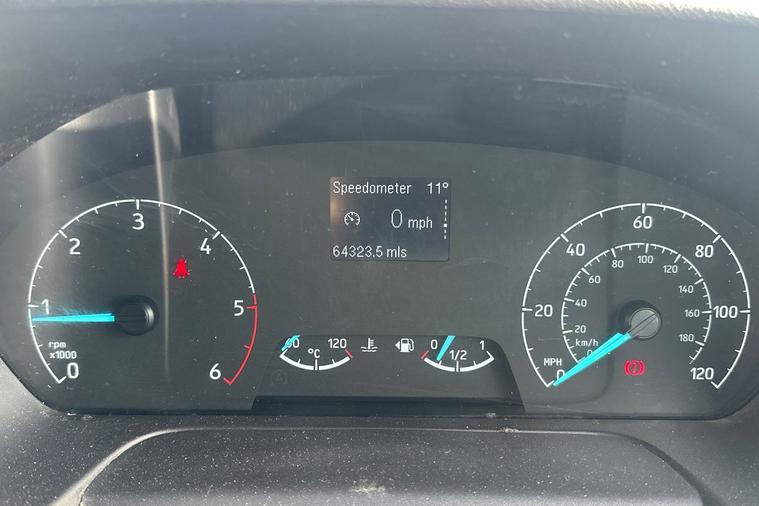 Speedometer 11°
0 mph
64323.5 mls
0 1 2 3 4 5 6
rpm
x1000
60 120
°C
0 1/2 1
0 20 40 60 80 100 120
MPH
0 20 40 60 80 100 120 140 160 180
km/h